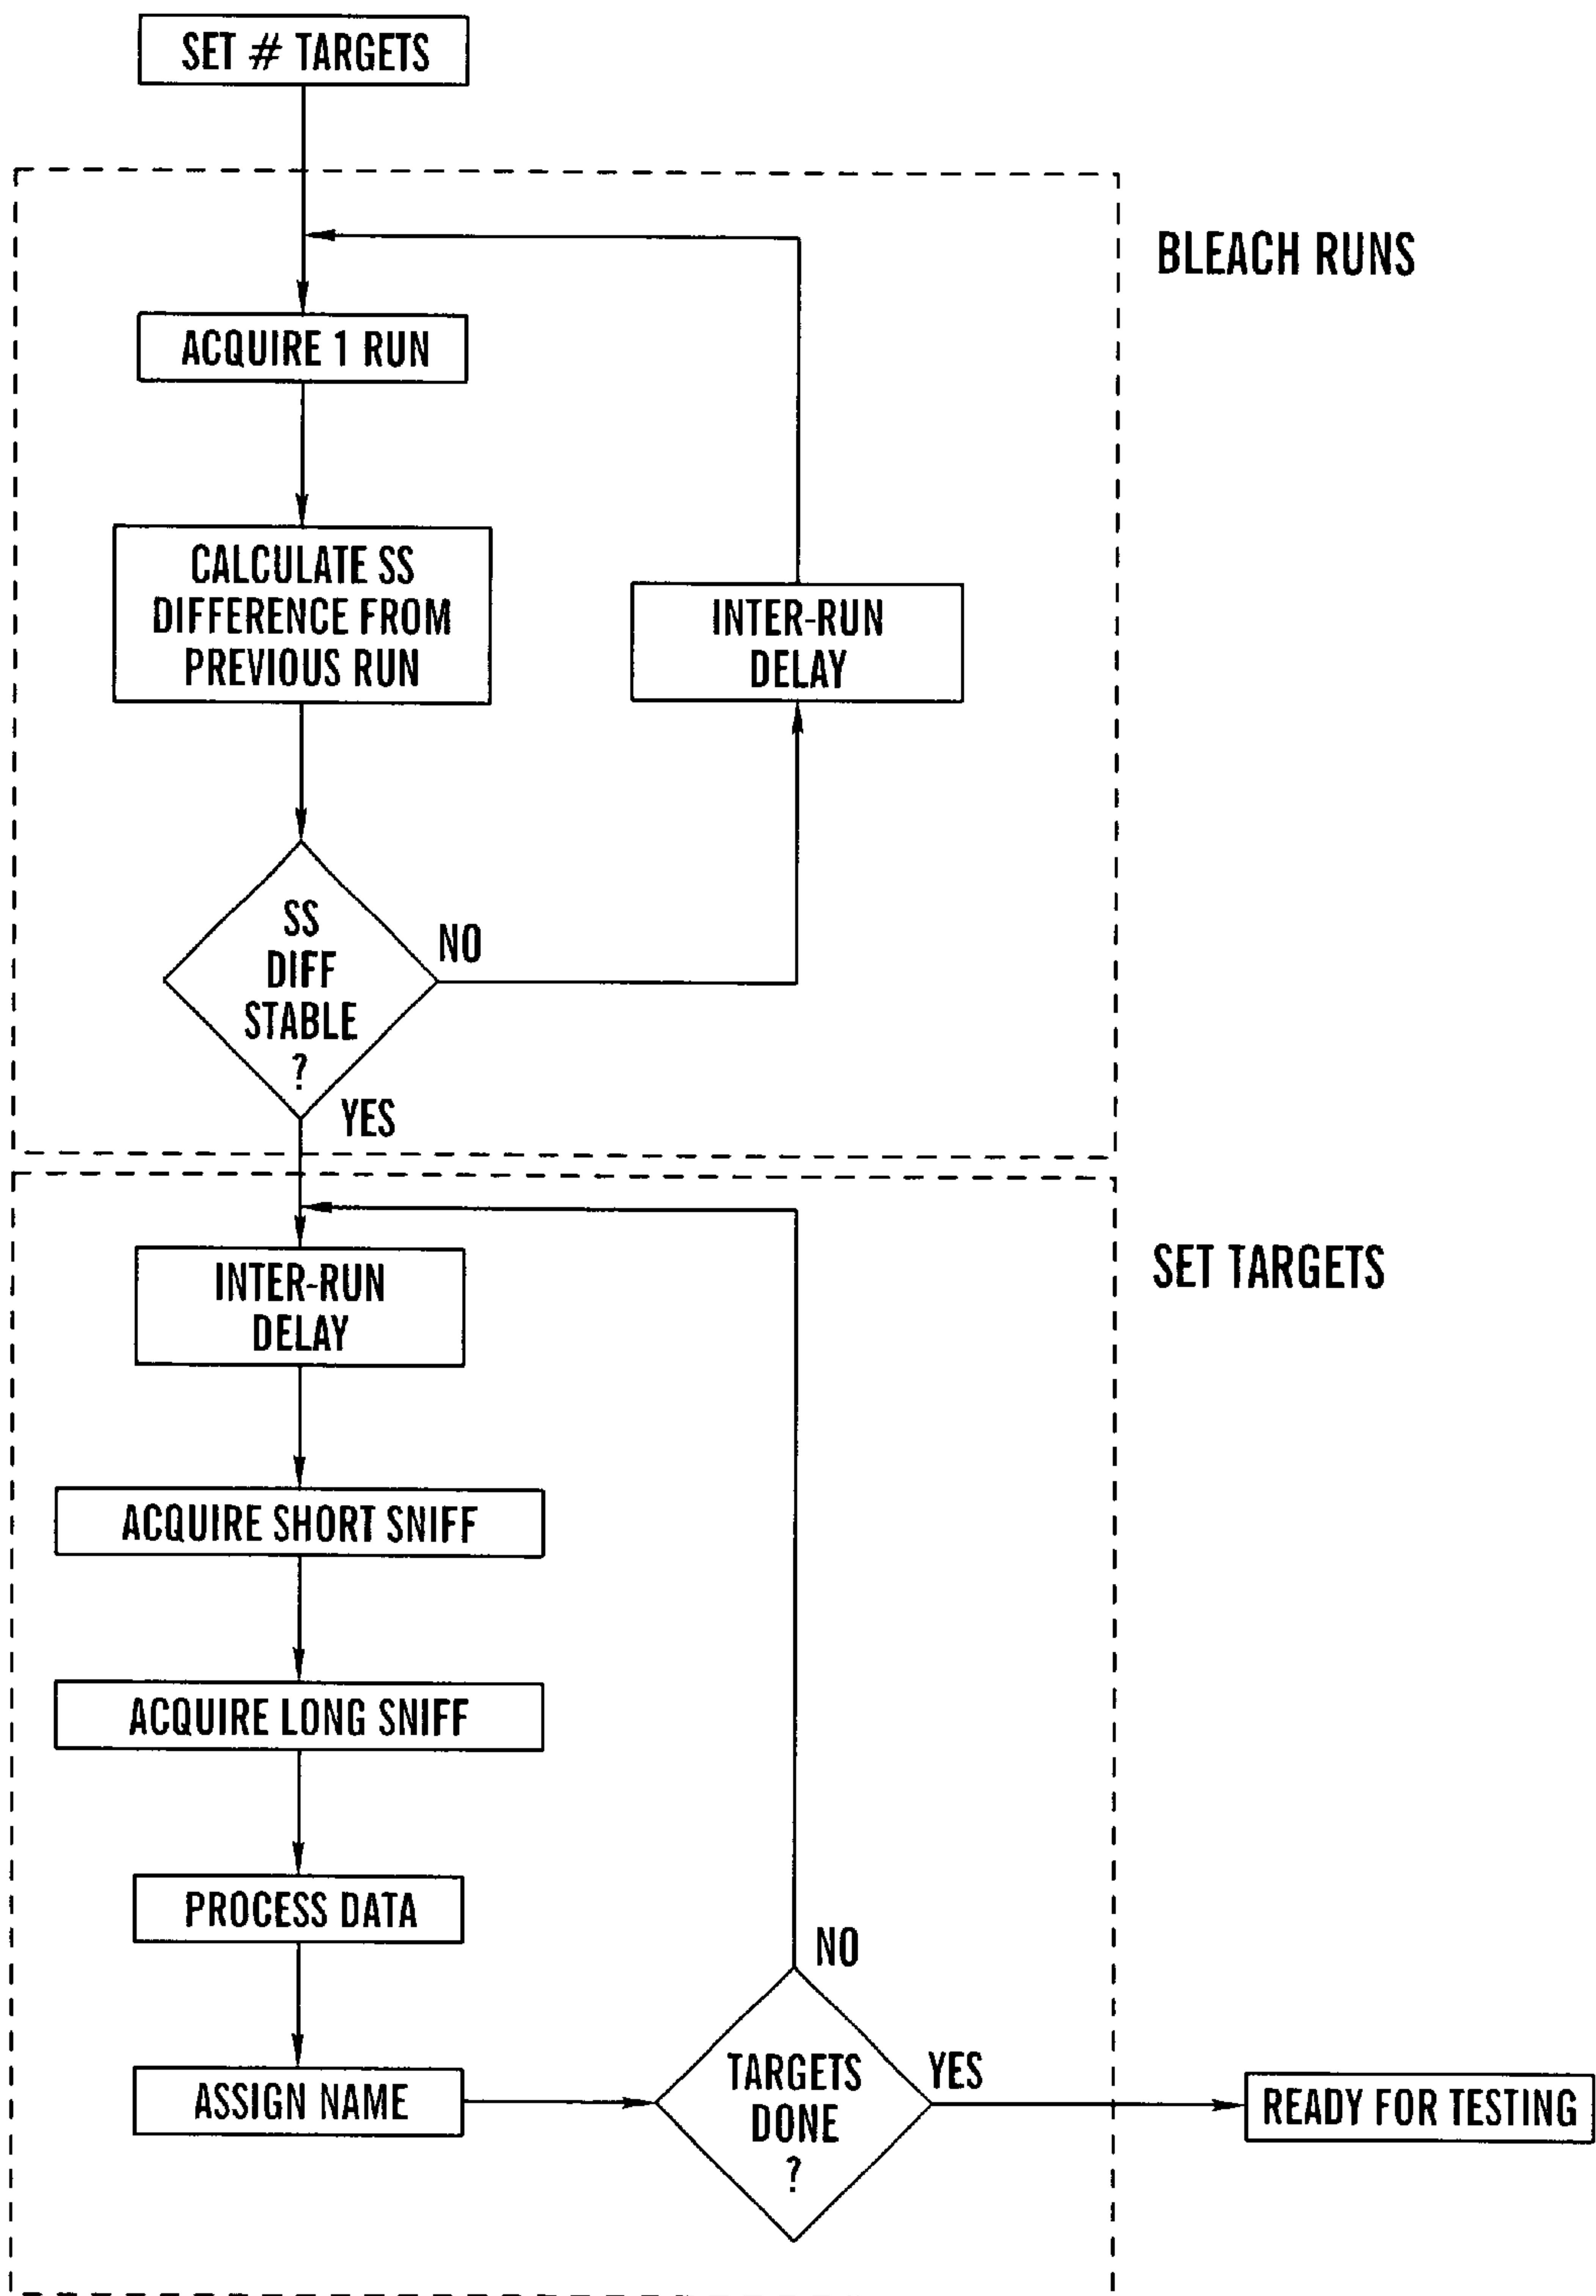 SET # TARGETS
BLEACH RUNS
ACQUIRE 1 RUN
CALCULATE SS
DIFFERENCE FROM
PREVIOUS RUN
INTER-RUN
DELAY
SS
DIFF
STABLE
?
NO
YES
SET TARGETS
INTER-RUN
DELAY
ACQUIRE SHORT SNIFF
ACQUIRE LONG SNIFF
PROCESS DATA
ASSIGN NAME
TARGETS
DONE
?
NO
YES
READY FOR TESTING